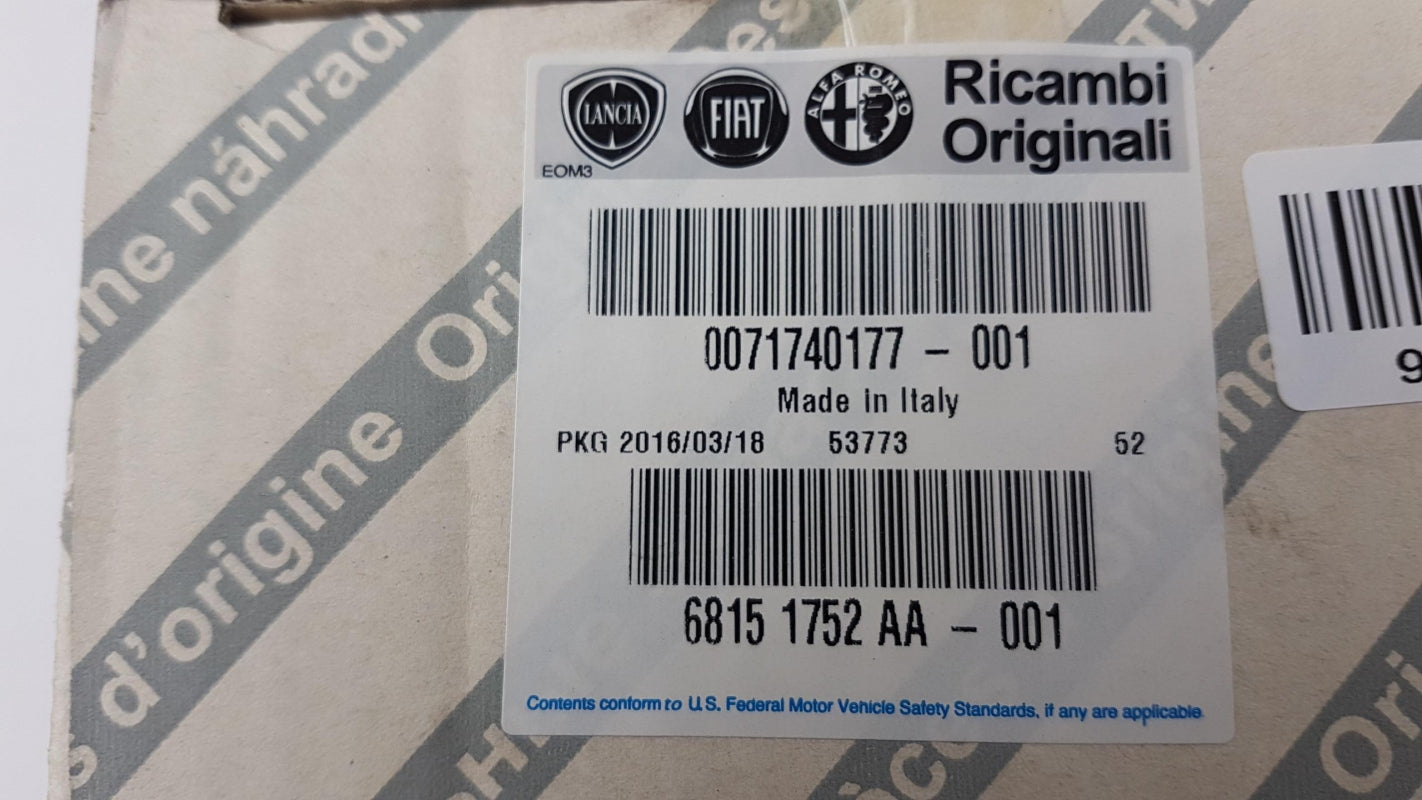 LANCIA
FIAT
ALFA ROMEO
Ricambi
Originali
EOM3
0071740177 - 001
Made in Italy
PKG 2016/03/18 53773 52
6815 1752 AA - 001
Contents conform to U.S. Federal Motor Vehicle Safety Standards, if any are applicable
d'origine
Ori
9